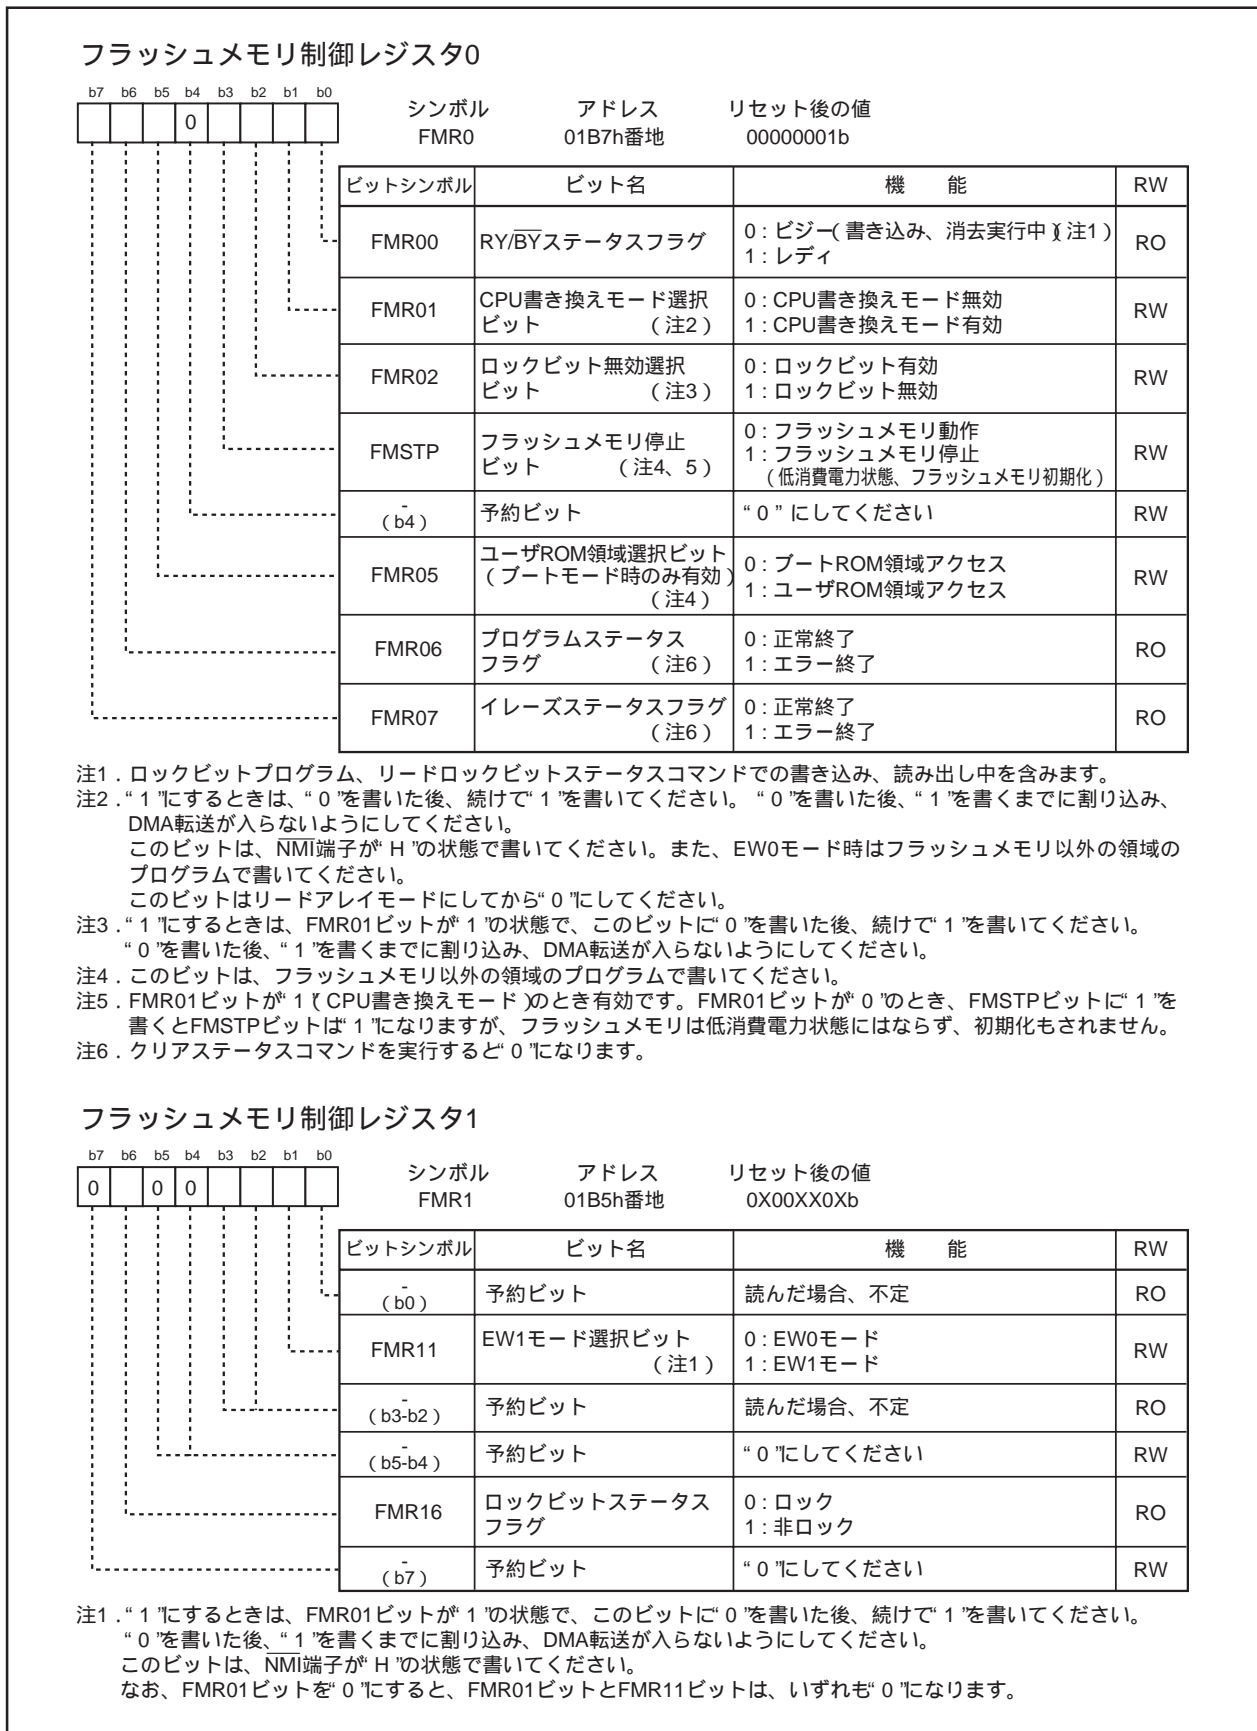 フラッシュメモリ制御レジスタ0
b7 b6 b5 b4 b3 b2 b1 b0
0
シンボル アドレス リセット後の値
FMR0 01B7h番地 00000001b
ビットシンボル ビット名 機 能 RW
FMR00 RY/BYステータスフラグ 0 : ビジー( 書き込み、消去実行中 )( 注1 ) RO
1 : レディ
FMR01 CPU書き換えモード選択 0 : CPU書き換えモード無効 RW
ビット ( 注2 ) 1 : CPU書き換えモード有効
FMR02 ロックビット無効選択 0 : ロックビット有効 RW
ビット ( 注3 ) 1 : ロックビット無効
FMSTP フラッシュメモリ停止 0 : フラッシュメモリ動作 RW
ビット ( 注4、5 ) 1 : フラッシュメモリ停止
( 低消費電力状態、フラッシュメモリ初期化 )
-
( b4 ) 予約ビット “ 0 ” にしてください RW
FMR05 ユーザROM領域選択ビット 0 : ブートROM領域アクセス RW
( ブートモード時のみ有効 ) 1 : ユーザROM領域アクセス
( 注4 )
FMR06 プログラムステータス 0 : 正常終了 RO
フラグ ( 注6 ) 1 : エラー終了
FMR07 イレーズステータスフラグ 0 : 正常終了 RO
( 注6 ) 1 : エラー終了
注1 . ロックビットプログラム、リードロックビットステータスコマンドでの書き込み、読み出し中を含みます。
注2 . “ 1 ”にするときは、“ 0 ”を書いた後、続けて“ 1 ”を書いてください。 “ 0 ”を書いた後、“ 1 ”を書くまでに割り込み、
DMA転送が入らないようにしてください。
このビットは、NMI端子が“ H ”の状態で書いてください。また、EW0モード時はフラッシュメモリ以外の領域の
プログラムで書いてください。
このビットはリードアレイモードにしてから“ 0 ”にしてください。
注3 . “ 1 ”にするときは、FMR01ビットが“ 1 ”の状態で、このビットに“ 0 ”を書いた後、続けて“ 1 ”を書いてください。
“ 0 ”を書いた後、“ 1 ”を書くまでに割り込み、DMA転送が入らないようにしてください。
注4 . このビットは、フラッシュメモリ以外の領域のプログラムで書いてください。
注5 . FMR01ビットが“ 1 ”( CPU書き換えモード )のとき有効です。FMR01ビットが“ 0 ”のとき、FMSTPビットに“ 1 ”を
書くとFMSTPビットは“ 1 ”になりますが、フラッシュメモリは低消費電力状態にはならず、初期化もされません。
注6 . クリアステータスコマンドを実行すると“ 0 ”になります。
フラッシュメモリ制御レジスタ1
b7 b6 b5 b4 b3 b2 b1 b0
0 0 0
シンボル アドレス リセット後の値
FMR1 01B5h番地 0X00XX0Xb
ビットシンボル ビット名 機 能 RW
-
( b0 ) 予約ビット 読んだ場合、不定 RO
FMR11 EW1モード選択ビット 0 : EW0モード RW
( 注1 ) 1 : EW1モード
-
( b3-b2 ) 予約ビット 読んだ場合、不定 RO
-
( b5-b4 ) 予約ビット “ 0 ”にしてください RW
FMR16 ロックビットステータス 0 : ロック RO
フラグ 1 : 非ロック
-
( b7 ) 予約ビット “ 0 ”にしてください RW
注1 . “ 1 ”にするときは、FMR01ビットが“ 1 ”の状態で、このビットに“ 0 ”を書いた後、続けて“ 1 ”を書いてください。
“ 0 ”を書いた後、“ 1 ”を書くまでに割り込み、DMA転送が入らないようにしてください。
このビットは、NMI端子が“ H ”の状態で書いてください。
なお、FMR01ビットを“ 0 ”にすると、FMR01ビットとFMR11ビットは、いずれも“ 0 ”になります。